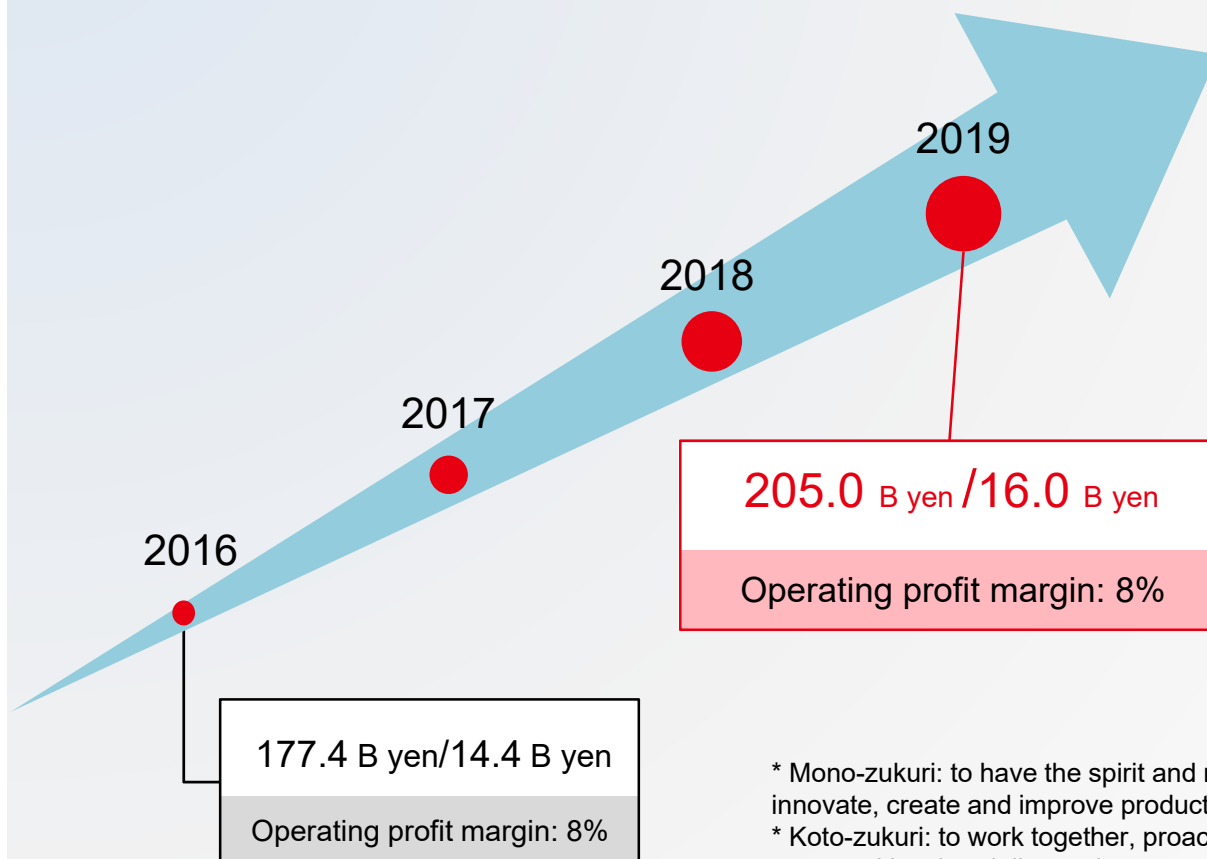 2019
2018
2017
2016
205.0 B yen /16.0 B yen
Operating profit margin: 8%
177.4 B yen/14.4 B yen
Operating profit margin: 8%
* Mono-zukuri: to have the spirit and
innovate, create and improve product
* Koto-zukuri: to work together, proac